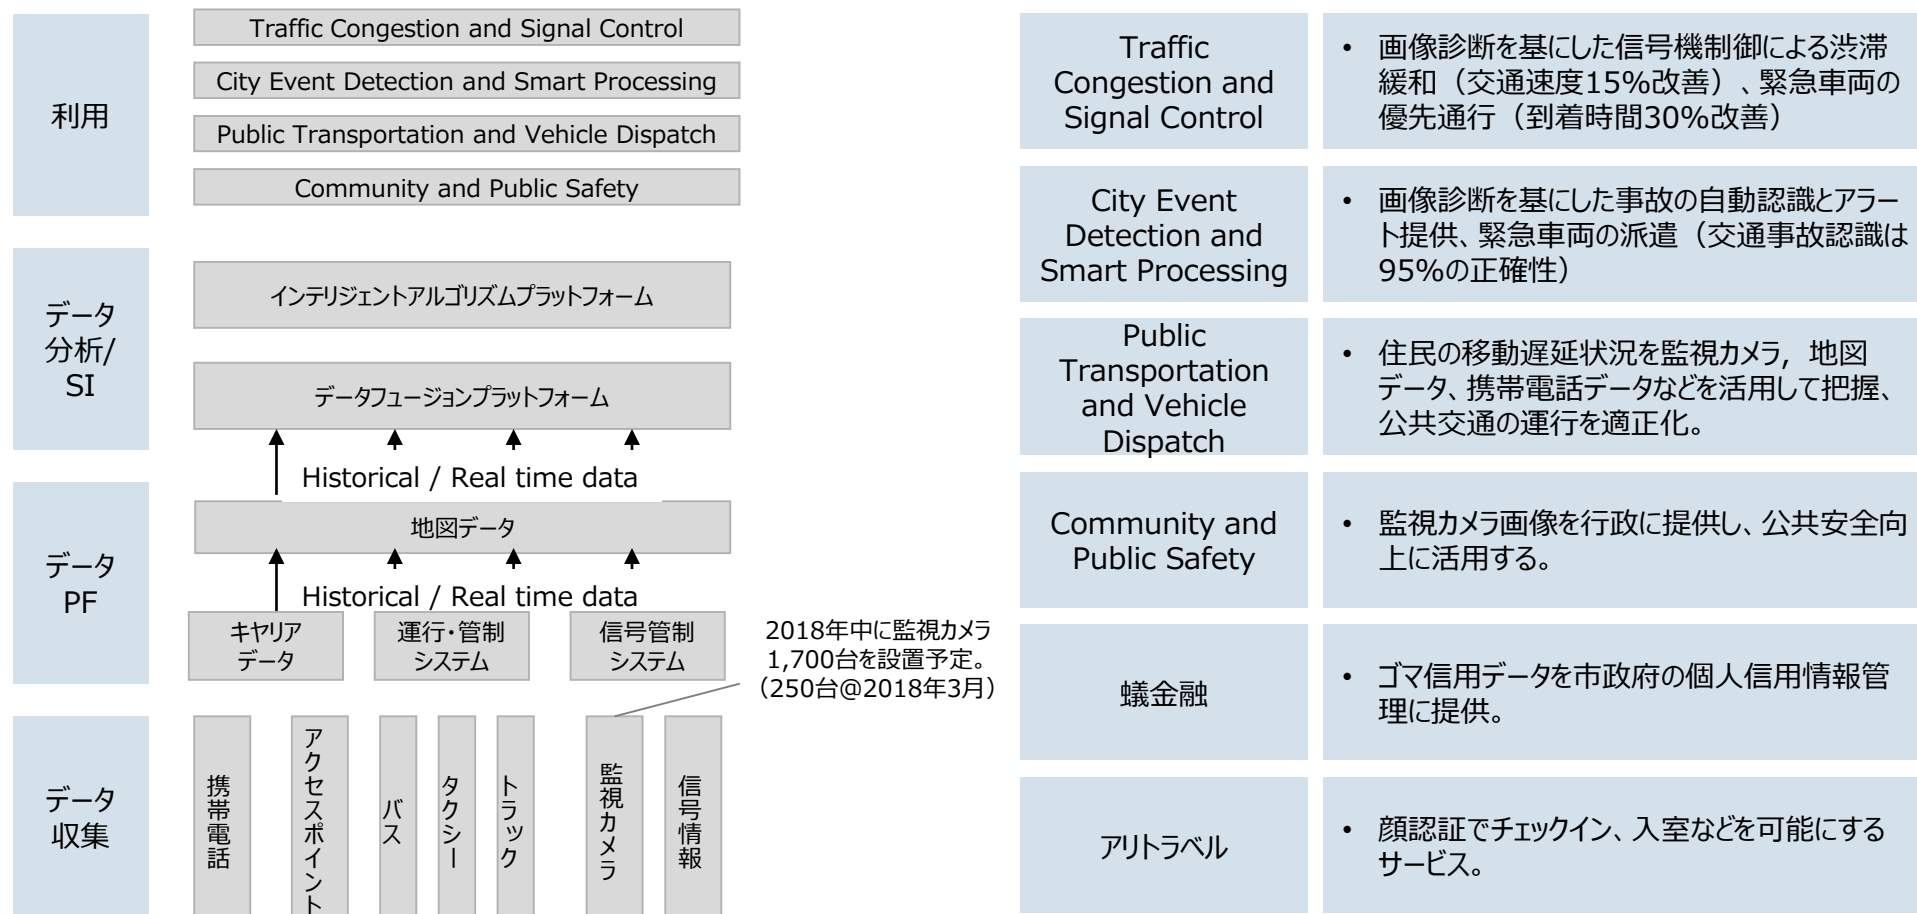 利用
Traffic Congestion and Signal Control
City Event Detection and Smart Processing
Public Transportation and Vehicle Dispatch
Community and Public Safety
データ
分析/
SI
インテリジェントアルゴリズムプラットフォーム
データフュージョンプラットフォーム
Historical / Real time data
データ
PF
地図データ
Historical / Real time data
キヤリア
データ
運行・管制
システム
信号管制
システム
2018年中に監視カメラ
1,700台を設置予定。
（250台@2018年3月）
データ
収集
携帯電話
アクセスポイント
バス
タクシー
トラック
監視カメラ
信号情報
Traffic
Congestion and
Signal Control
• 画像診断を基にした信号機制御による渋滞
緩和（交通速度15%改善）、緊急車両の
優先通行（到着時間30%改善）
City Event
Detection and
Smart Processing
• 画像診断を基にした事故の自動認識とアラー
ト提供、緊急車両の派遣（交通事故認識は
95%の正確性）
Public
Transportation
and Vehicle
Dispatch
• 住民の移動遅延状況を監視カメラ, 地図
データ、携帯電話データなどを活用して把握、
公共交通の運行を適正化。
Community and
Public Safety
• 監視カメラ画像を行政に提供し、公共安全向
上に活用する。
蟻金融
• ゴマ信用データを市政府の個人信用情報管
理に提供。
アリトラベル
• 顔認証でチェックイン、入室などを可能にする
サービス。